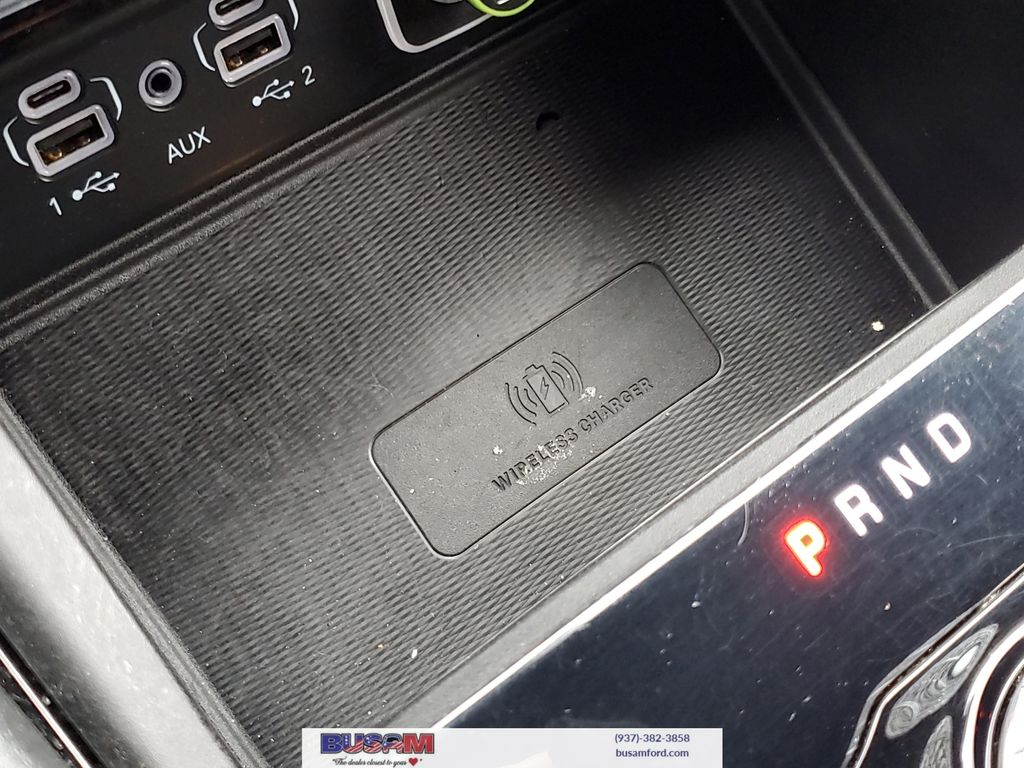 2
AUX
1
WIRELESS CHARGER
P R N D
BUSAM
"The dealer closest to your ♥"
(937)-382-3858
busamford.com